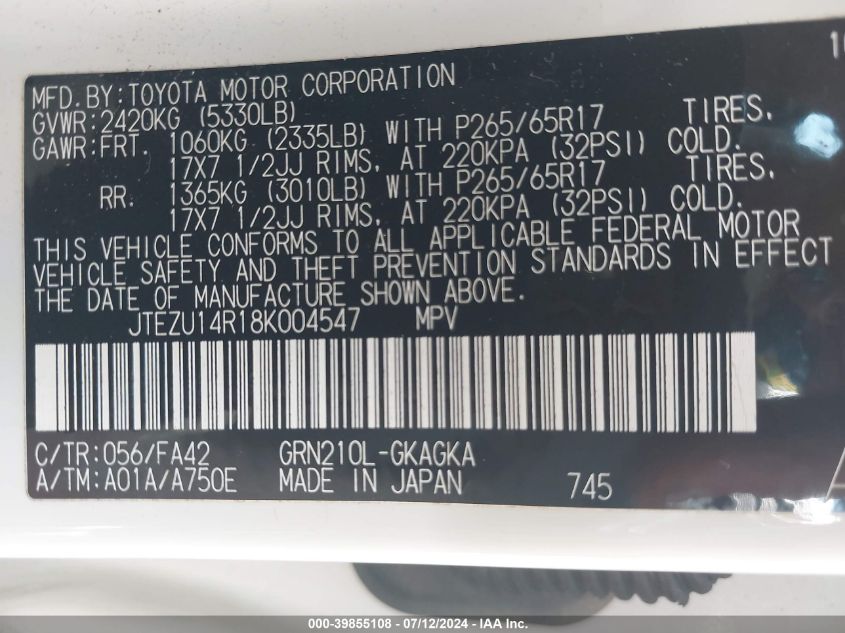 10
MFD.BY:TOYOTA MOTOR CORPORATION
GVWR:2420KG (5330LB)
GAWR:FRT. 1060KG (2335LB) WITH P265/65R17 TIRES,
17X7 1/2JJ RIMS, AT 220KPA (32PSI) COLD.
RR. 1365KG (3010LB) WITH P265/65R17 TIRES,
17X7 1/2JJ RIMS, AT 220KPA (32PSI) COLD.
THIS VEHICLE CONFORMS TO ALL APPLICABLE FEDERAL MOTOR
VEHICLE SAFETY AND THEFT PREVENTION STANDARDS IN EFFECT
THE DATE OF MANUFACTURE SHOWN ABOVE.
JTEZU14R18K004547 MPV
C/TR:056/FA42 GRN210L-GKAGKA
A/TM:A01A/A750E MADE IN JAPAN 745
000-39855108 - 07/12/2024 - IAA Inc.